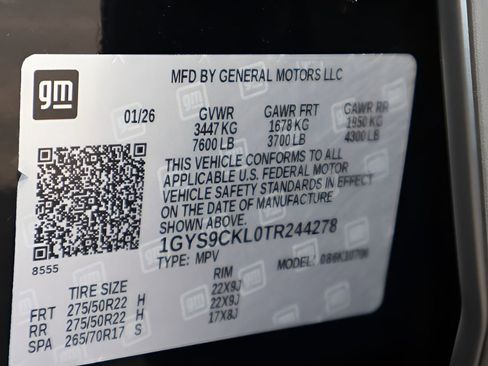 gm
MFD BY GENERAL MOTORS LLC
01/26 GVWR GAWR FRT GAWR RR
3447 KG 1678 KG 1950 KG
7600 LB 3700 LB 4300 LB
THIS VEHICLE CONFORMS TO ALL
APPLICABLE U.S. FEDERAL MOTOR
VEHICLE SAFETY STANDARDS IN EFFECT
ON THE DATE OF MANUFACTURE
SHOWN ABOVE.
8555
1GYS9CKL0TR244278
TYPE: MPV MODEL:
TIRE SIZE RIM
FRT 275/50R22 H 22X9J
RR 275/50R22 H 22X9J
SPA 265/70R17 S 17X8J